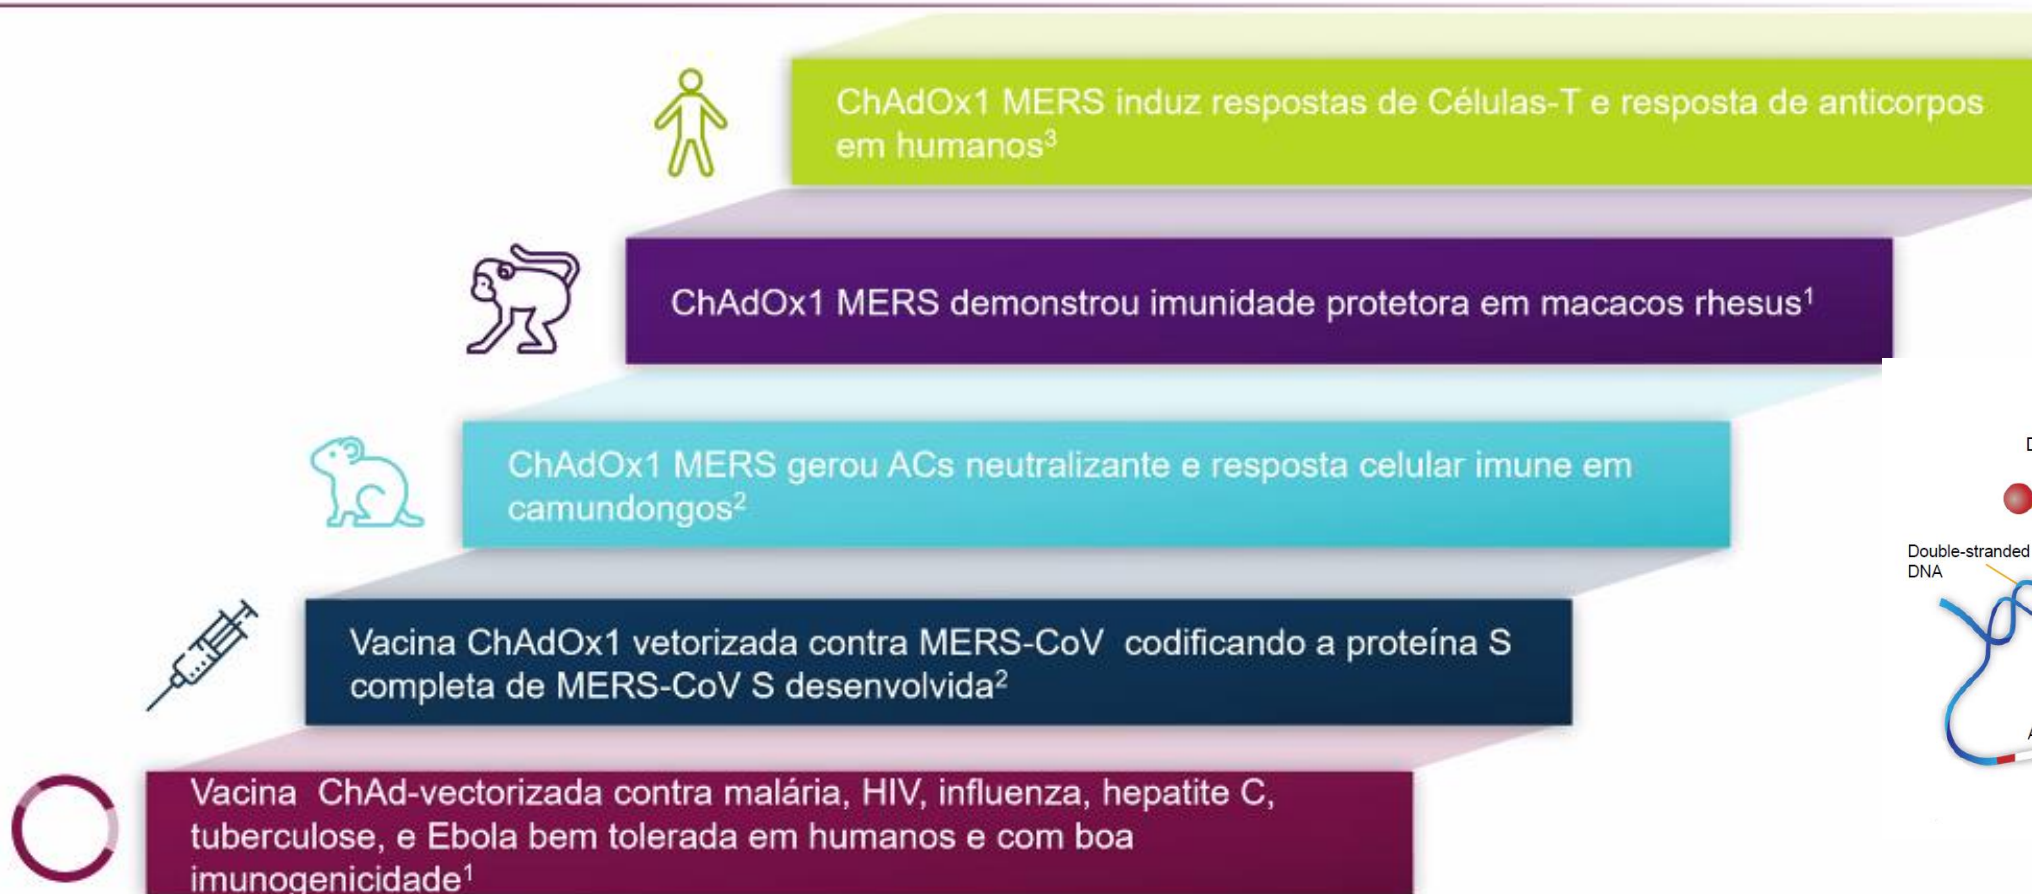 ChAdOx1 MERS induz respostas de Células-T e resposta de anticorpos
em humanos³
ChAdOx1 MERS demonstrou imunidade protetora em macacos rhesus¹
ChAdOx1 MERS gerou ACs neutralizante e resposta celular imune em
camundongos²
Vacina ChAdOx1 vetorizada contra MERS-CoV  codificando a proteína S
completa de MERS-CoV S desenvolvida²
Vacina  ChAd-vectorizada contra malária, HIV, influenza, hepatite C,
tuberculose, e Ebola bem tolerada em humanos e com boa
imunogenicidade¹
Double-stranded
DNA